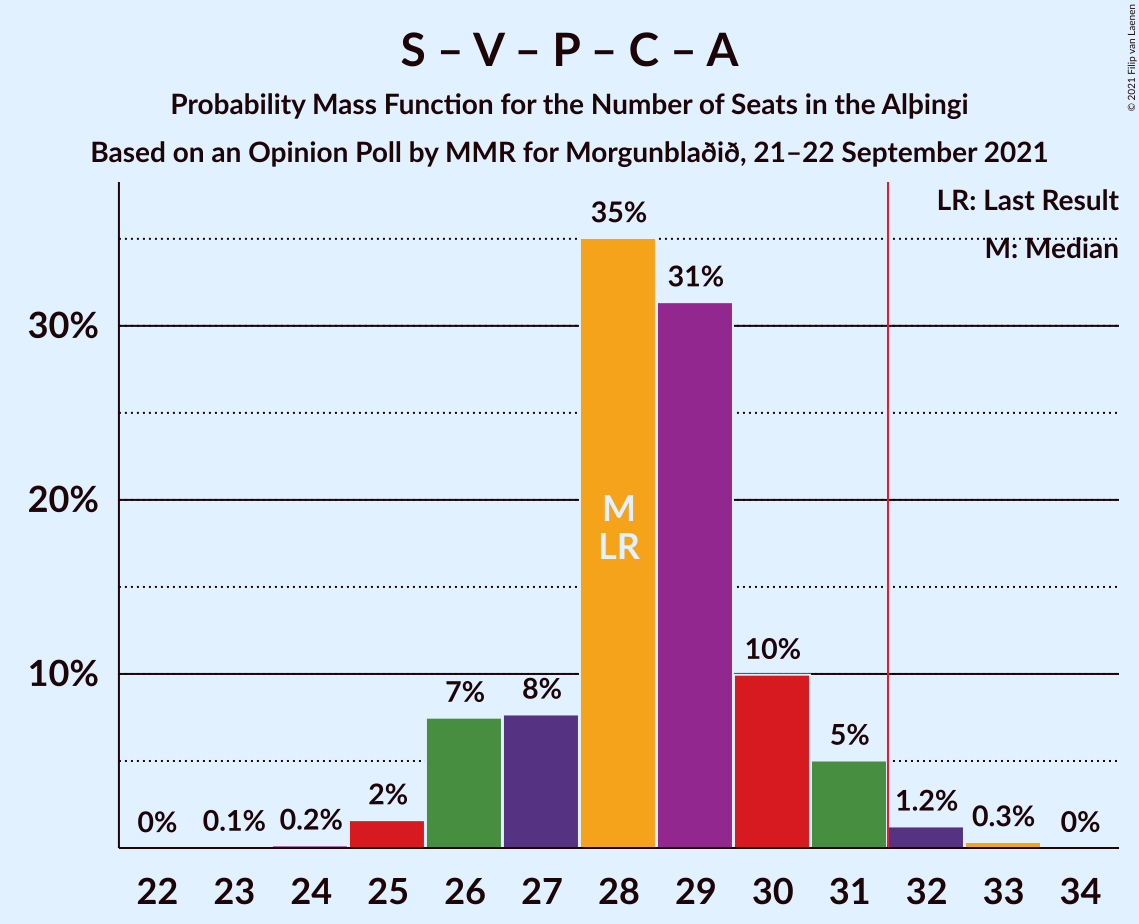 S – V – P – C – A
Probability Mass Function for the Number of Seats in the Alþingi
Based on an Opinion Poll by MMR for Morgunblaðið, 21–22 September 2021
© 2021 Filip van Laenen
LR: Last Result
M: Median
30%
20%
10%
0%
0.1%
0.2%
2%
7%
8%
35%
31%
10%
5%
1.2%
0.3%
0%
M
LR
22 23 24 25 26 27 28 29 30 31 32 33 34